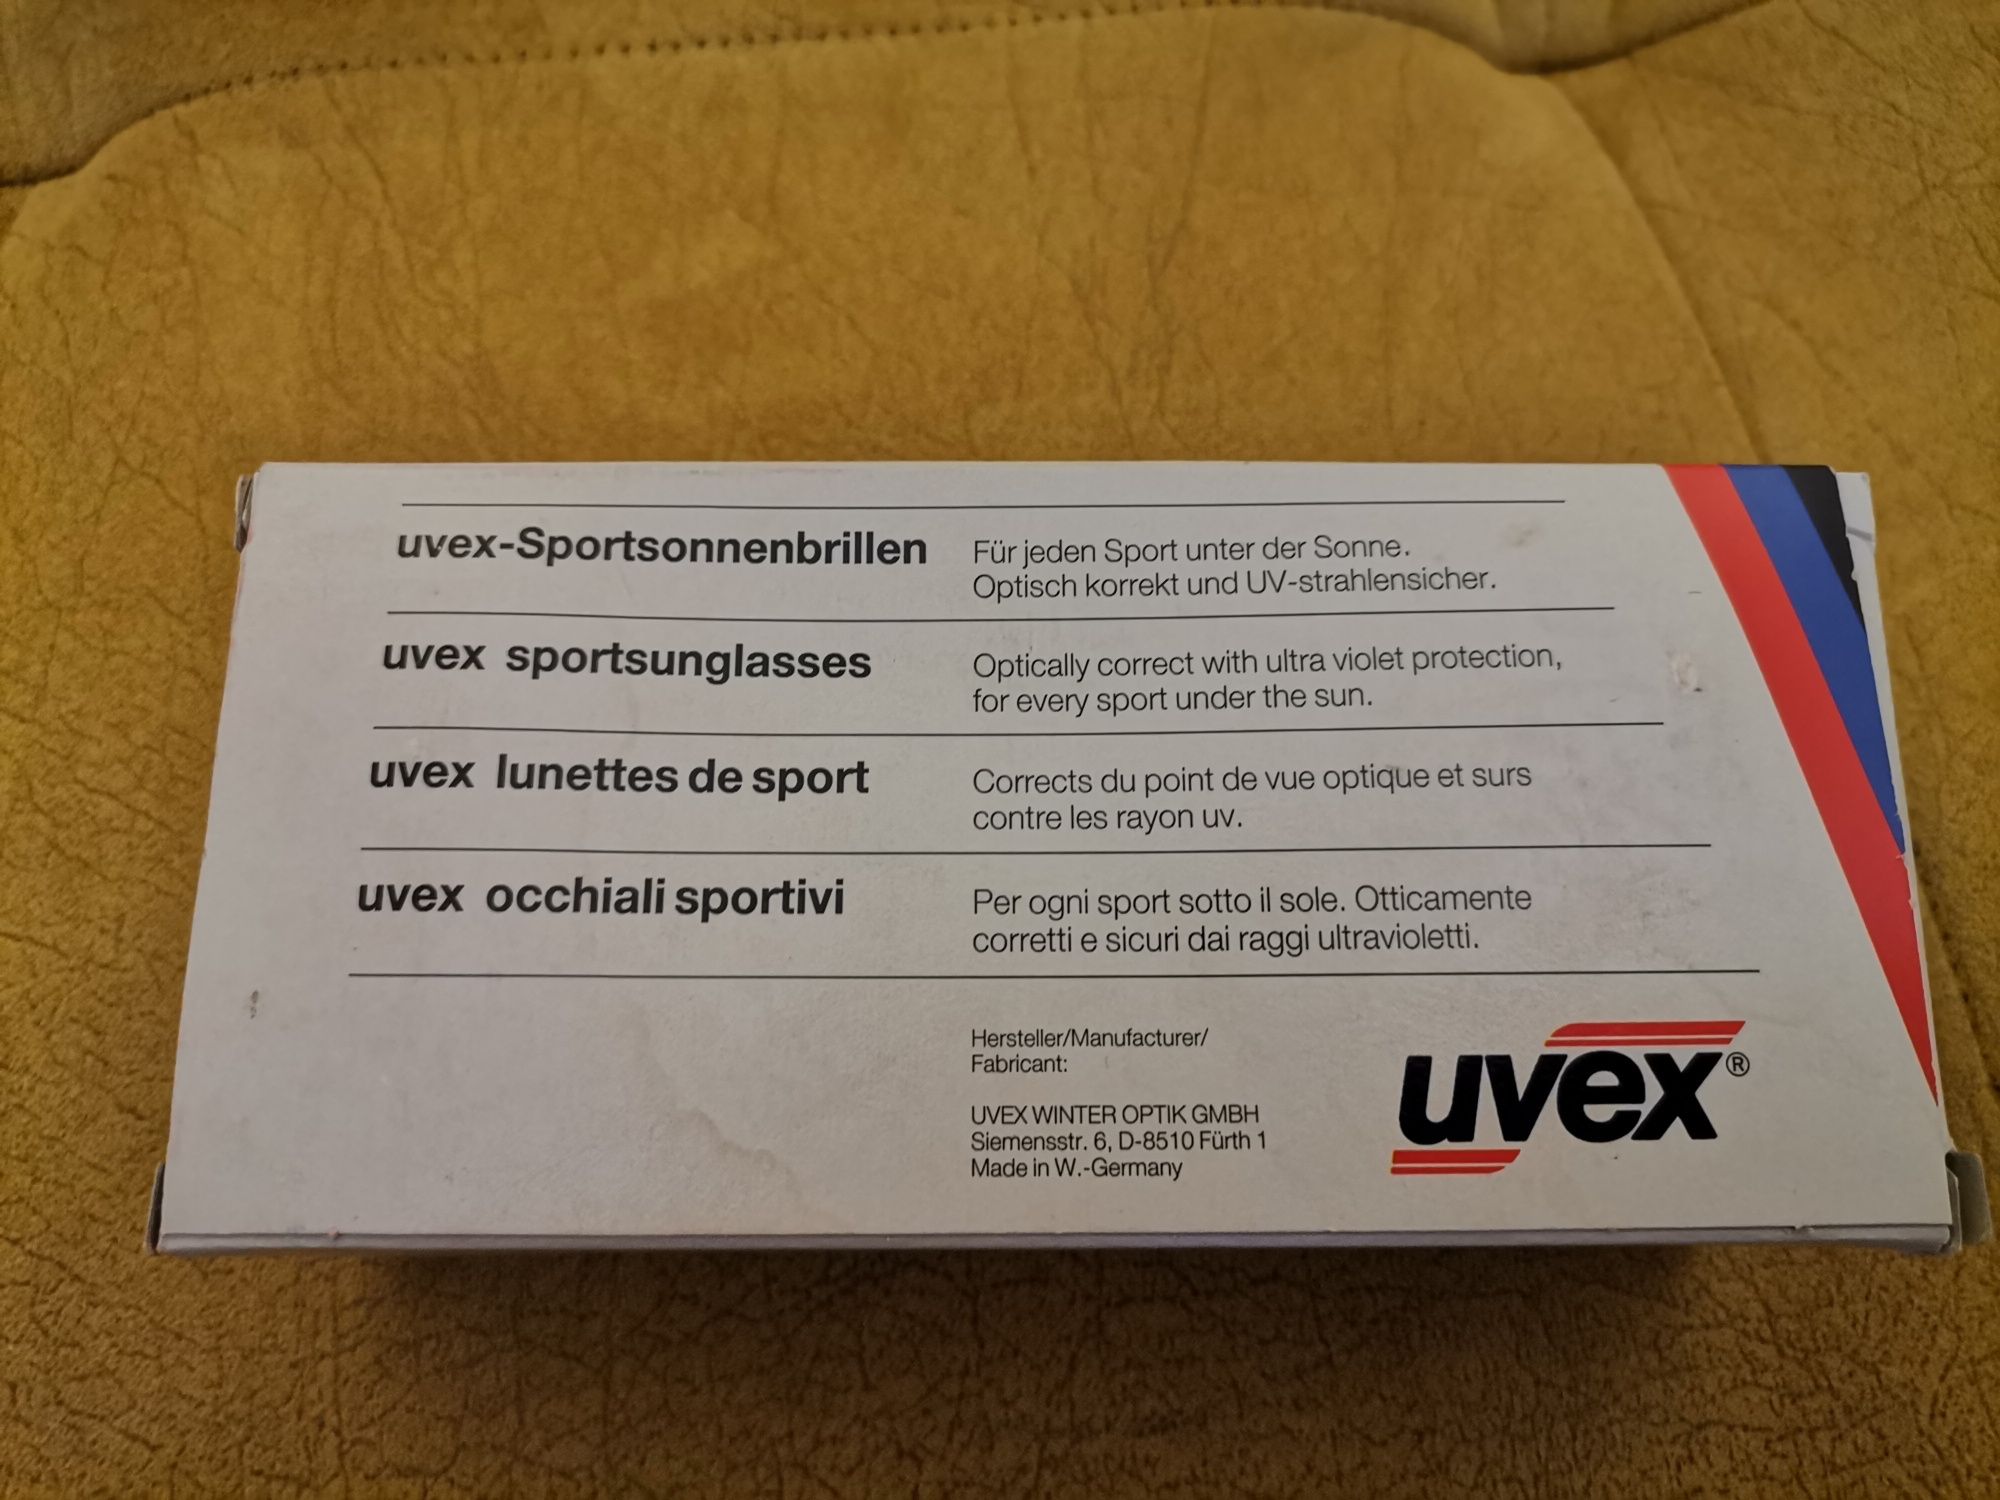 uvex-Sportsonnenbrillen
Für jeden Sport unter der Sonne.
Optisch korrekt und UV-strahlensicher.
uvex sportsunglasses
Optically correct with ultra violet protection,
for every sport under the sun.
uvex lunettes de sport
Corrects du point de vue optique et surs
contre les rayon uv.
uvex occhiali sportivi
Per ogni sport sotto il sole. Otticamente
corretti e sicuri dai raggi ultravioletti.
Hersteller/Manufacturer/
Fabricant:
UVEX WINTER OPTIK GMBH
Siemensstr. 6, D-8510 Fürth 1
Made in W.-Germany
uvex®